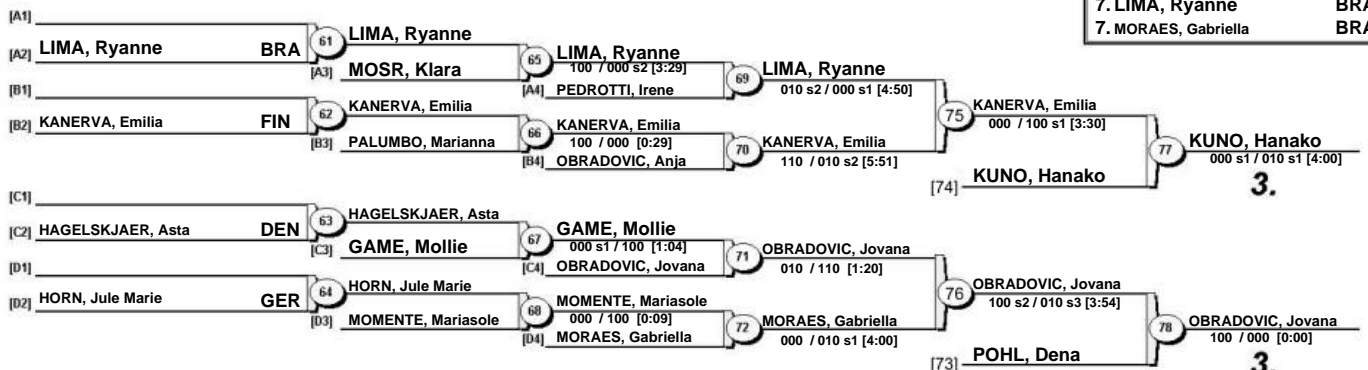 7. LIMA, Ryanne BRA
7. MORAES, Gabriella BRA
[A1]
[A2] LIMA, Ryanne BRA
61
LIMA, Ryanne
[A3] MOSR, Klara
65
LIMA, Ryanne
100 / 000 s2 [3:29]
[A4] PEDROTTI, Irene
69
LIMA, Ryanne
010 s2 / 000 s1 [4:50]
[B1]
[B2] KANERVA, Emilia FIN
62
KANERVA, Emilia
[B3] PALUMBO, Marianna
66
KANERVA, Emilia
100 / 000 [0:29]
[B4] OBRADOVIC, Anja
70
KANERVA, Emilia
110 / 010 s2 [5:51]
75
KANERVA, Emilia
000 / 100 s1 [3:30]
[74] KUNO, Hanako
77
KUNO, Hanako
000 s1 / 010 s1 [4:00]
3.
[C1]
[C2] HAGELSKJAER, Asta DEN
63
HAGELSKJAER, Asta
[C3] GAME, Mollie
67
GAME, Mollie
000 s1 / 100 [1:04]
[C4] OBRADOVIC, Jovana
71
OBRADOVIC, Jovana
010 / 110 [1:20]
[D1]
[D2] HORN, Jule Marie GER
64
HORN, Jule Marie
[D3] MOMENTE, Mariasole
68
MOMENTE, Mariasole
000 / 100 [0:09]
[D4] MORAES, Gabriella
72
MORAES, Gabriella
000 / 010 s1 [4:00]
76
OBRADOVIC, Jovana
100 s2 / 010 s3 [3:54]
[73] POHL, Dena
78
OBRADOVIC, Jovana
100 / 000 [0:00]
3.